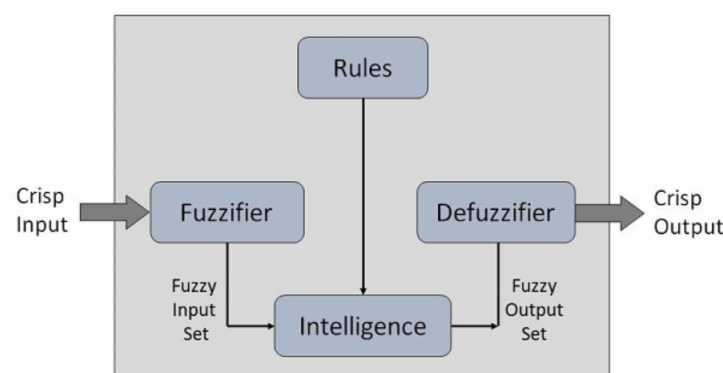 Rules
Crisp
Input
Fuzzifier
Defuzzifier
Crisp
Output
Fuzzy
Input
Set
Intelligence
Fuzzy
Output
Set